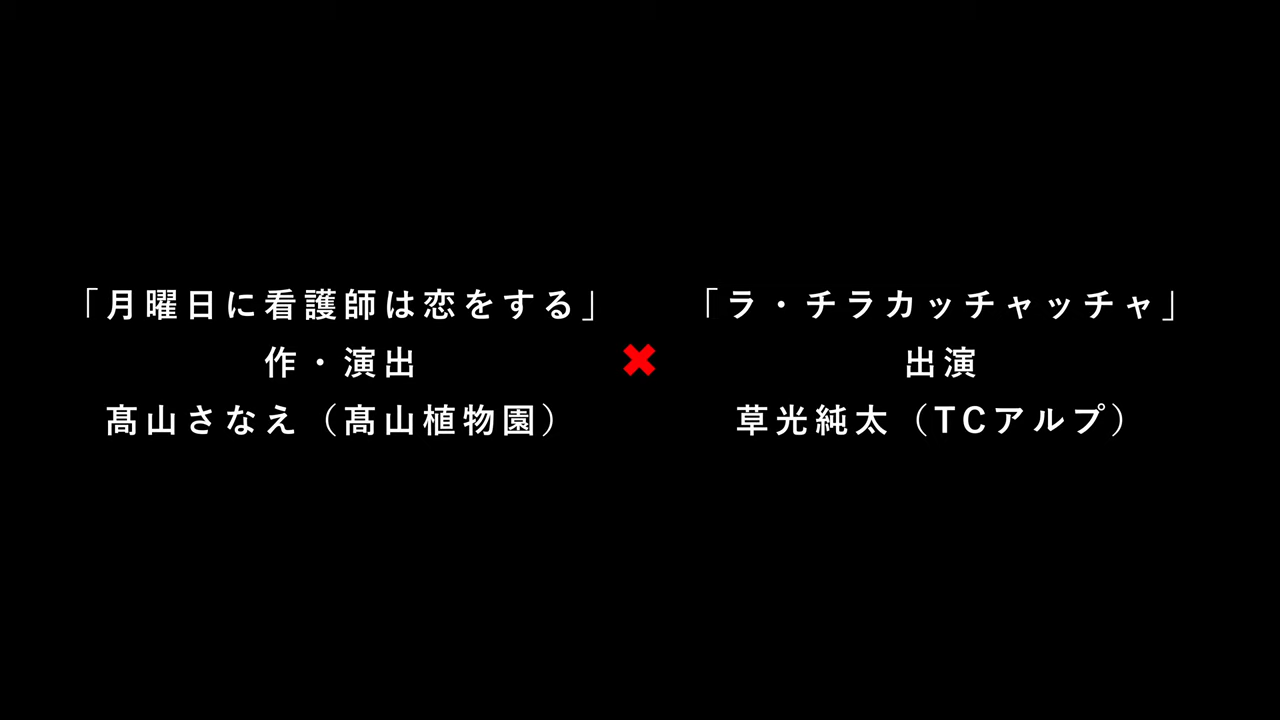 「月曜日に看護師は恋をする」
作・演出
髙山さなえ（髙山植物園）
✖
「ラ・チラカッチャッチャ」
出演
草光純太（TCアルプ）